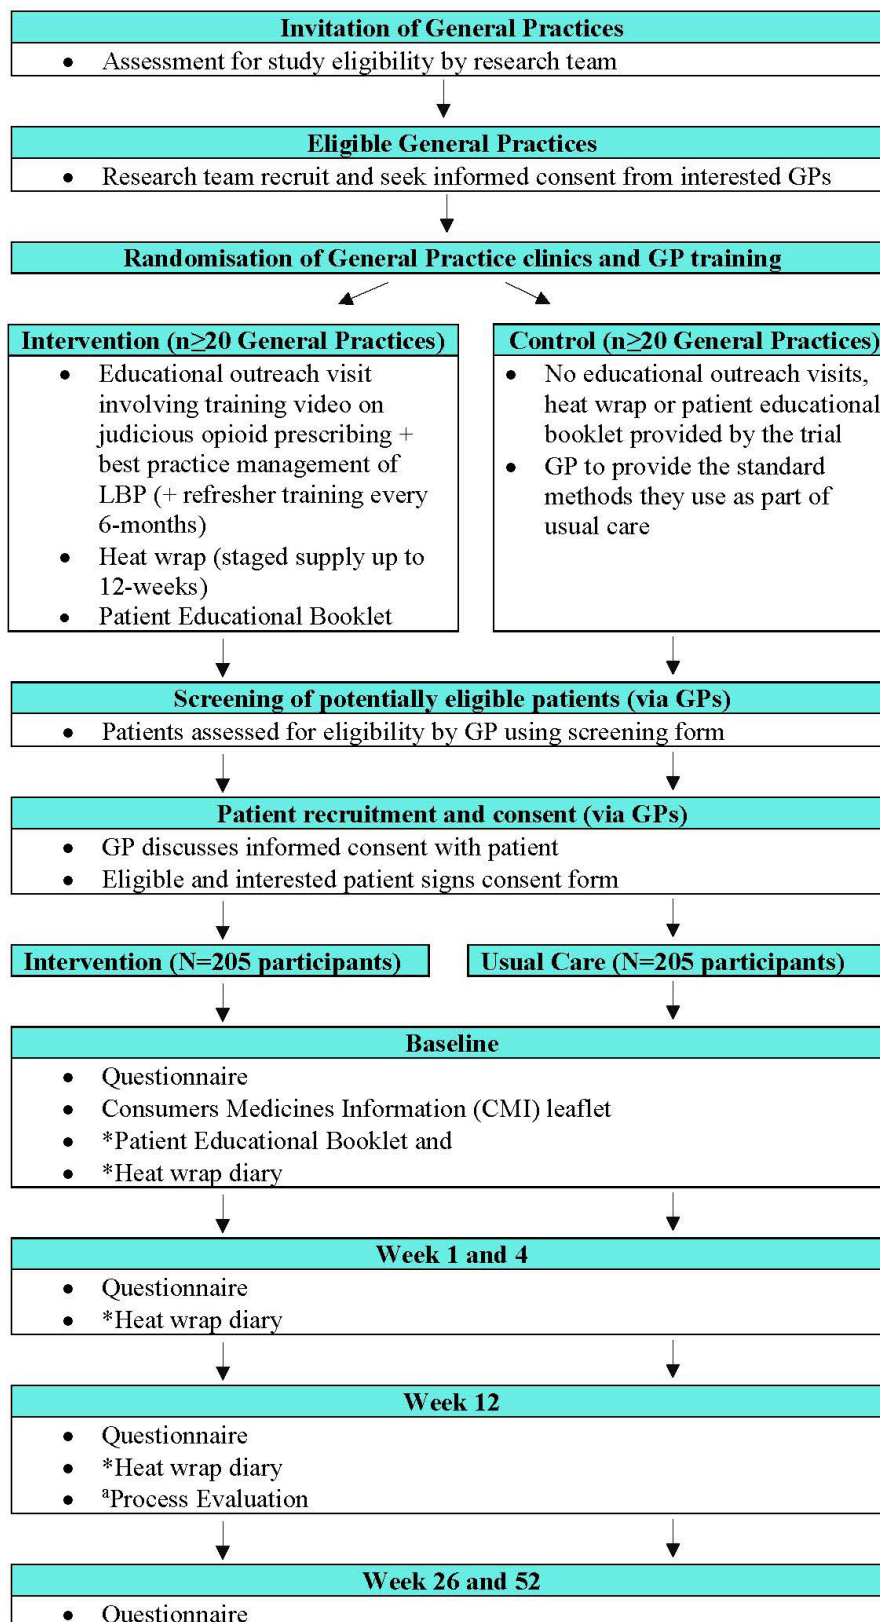 Invitation of General Practices
• Assessment for study eligibility by research team
Eligible General Practices
• Research team recruit and seek informed consent from interested GPs
Randomisation of General Practice clinics and GP training
Intervention (n≥20 General Practices)
• Educational outreach visit
involving training video on
judicious opioid prescribing +
best practice management of
LBP (+ refresher training every
6-months)
• Heat wrap (staged supply up to
12-weeks)
• Patient Educational Booklet
Control (n≥20 General Practices)
• No educational outreach visits,
heat wrap or patient educational
booklet provided by the trial
• GP to provide the standard
methods they use as part of
usual care
Screening of potentially eligible patients (via GPs)
• Patients assessed for eligibility by GP using screening form
Patient recruitment and consent (via GPs)
• GP discusses informed consent with patient
• Eligible and interested patient signs consent form
Intervention (N=205 participants)
Usual Care (N=205 participants)
Baseline
• Questionnaire
• Consumers Medicines Information (CMI) leaflet
• *Patient Educational Booklet and
• *Heat wrap diary
Week 1 and 4
• Questionnaire
• *Heat wrap diary
Week 12
• Questionnaire
• *Heat wrap diary
• ᵃProcess Evaluation
Week 26 and 52
• Questionnaire